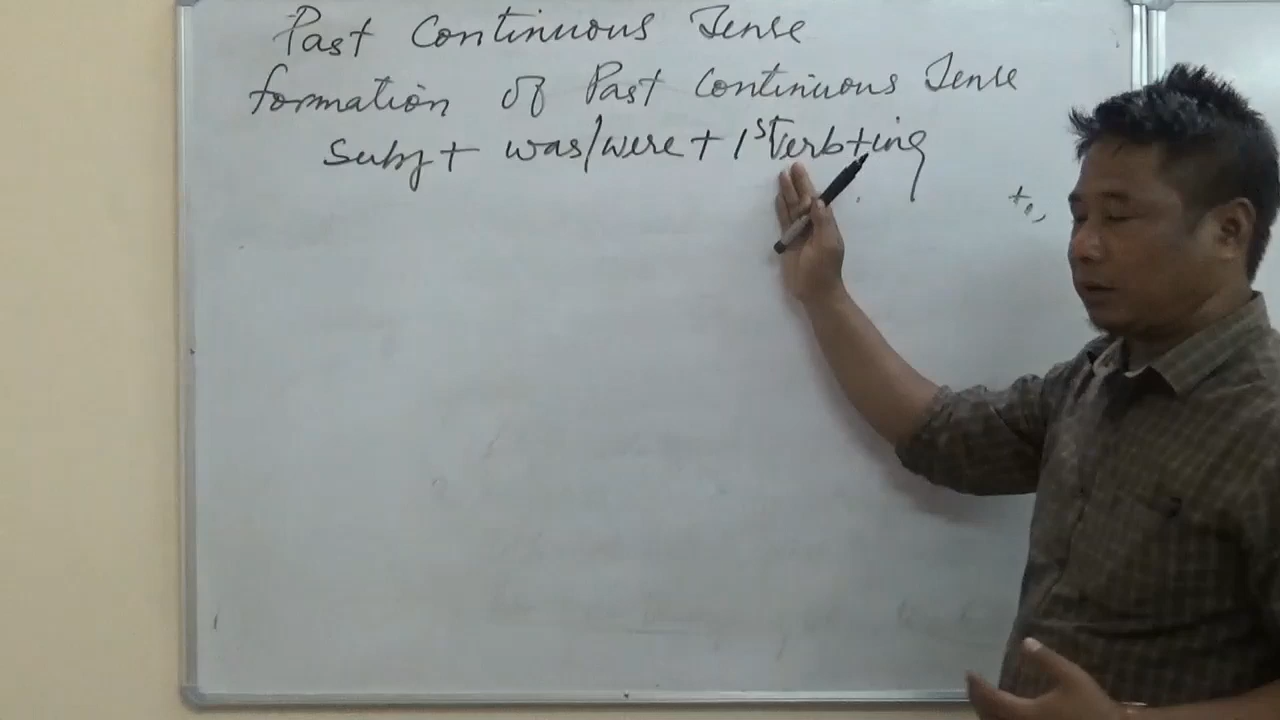 Past Continuous Tense
formation of Past Continuous Tense
Subj + was/were + 1st verb+ing